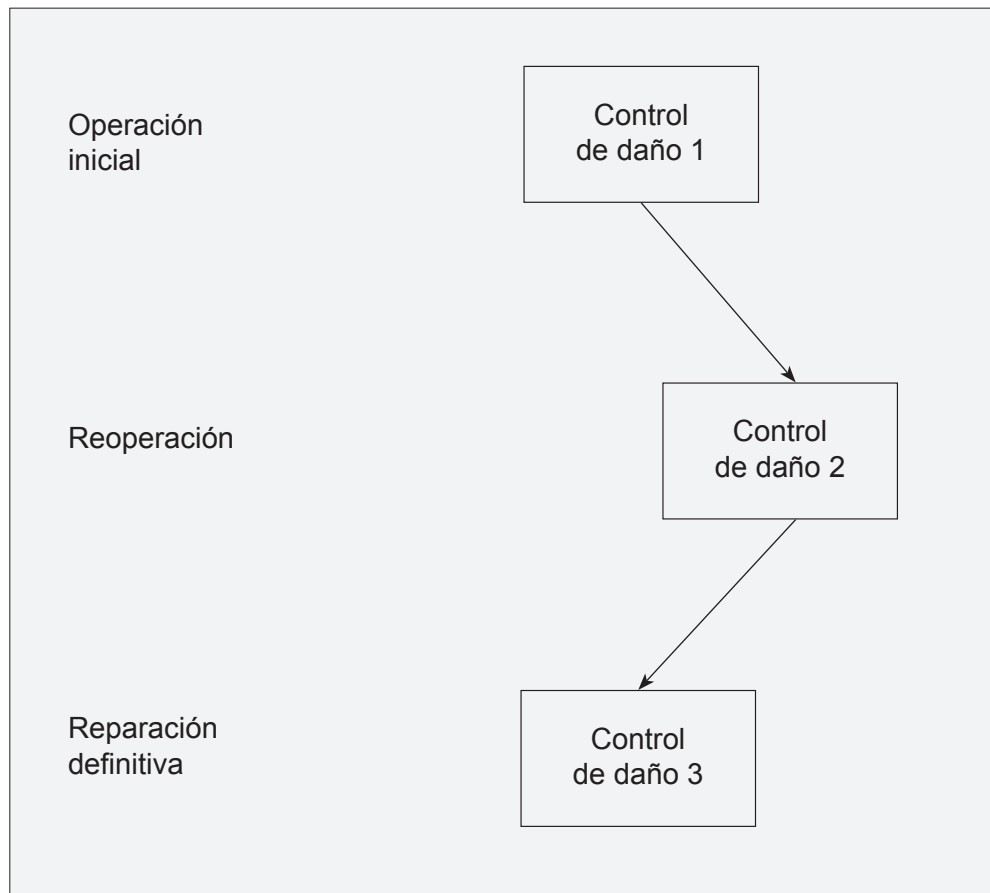 Operación
inicial
Control
de daño 1
Reoperación
Control
de daño 2
Reparación
definitiva
Control
de daño 3